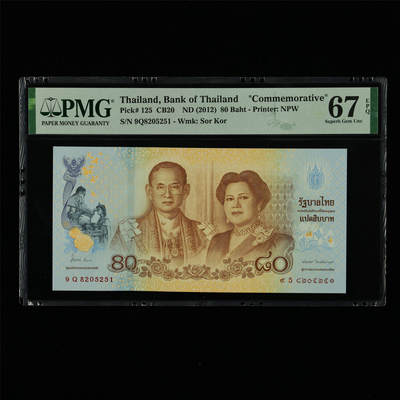 PMG
PAPER MONEY GUARANTY
Thailand, Bank of Thailand "Commemorative"
Pick# 125 CB20 ND (2012) 80 Baht - Printer: NPW
S/N 9Q8205251 - Wmk: Sor Kor
67
EPQ
Superb Gem Unc
รัฐบาลไทย
แปดสิบบาท
80
๘๐
9 Q 8205251